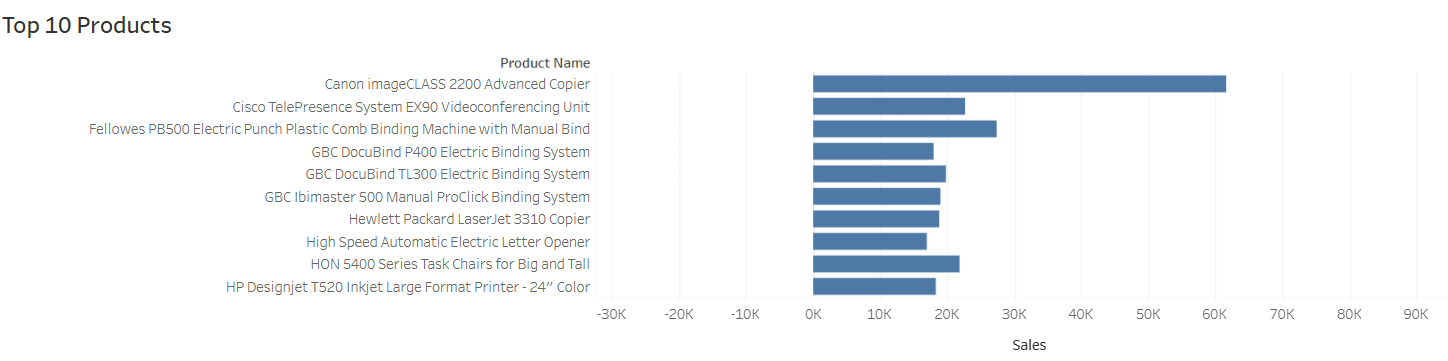 Top 10 Products
Product Name
Canon imageCLASS 2200 Advanced Copier
Cisco TelePresence System EX90 Videoconferencing Unit
Fellowes PB500 Electric Punch Plastic Comb Binding Machine with Manual Bind
GBC DocuBind P400 Electric Binding System
GBC DocuBind TL300 Electric Binding System
GBC Ibimaster 500 Manual ProClick Binding System
Hewlett Packard LaserJet 3310 Copier
High Speed Automatic Electric Letter Opener
HON 5400 Series Task Chairs for Big and Tall
HP Designjet T520 Inkjet Large Format Printer - 24″ Color
-30K -20K -10K 0K 10K 20K 30K 40K 50K 60K 70K 80K 90K
Sales